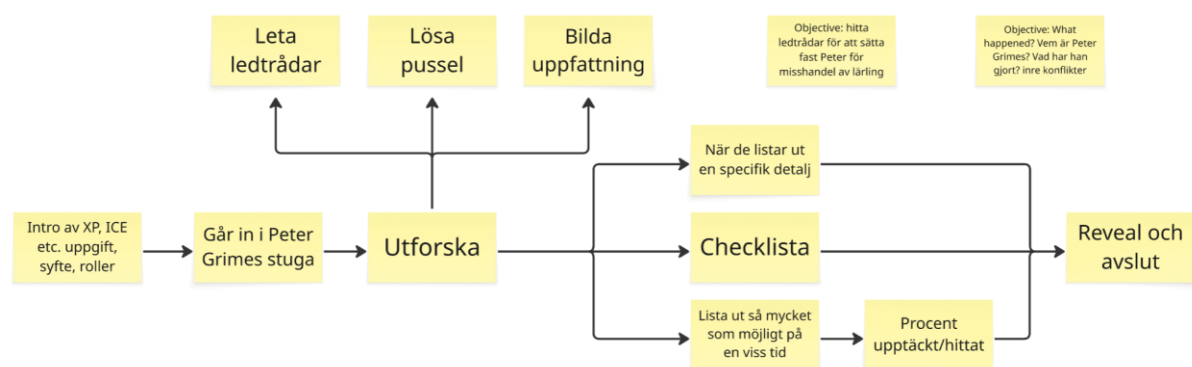 Leta
ledtrådar
Lösa
pussel
Bilda
uppfattning
Objective: hitta
ledtrådar för att sätta
fast Peter för
misshandel av lärling
Objective: What
happened? Vem är Peter
Grimes? Vad har han
gjort? inre konflikter
När de listar ut
en specifik detalj
Intro av XP, ICE
etc. uppgift,
syfte, roller
Går in i Peter
Grimes stuga
Utforska
Checklista
Reveal och
avslut
Lista ut så mycket
som möjligt på
en viss tid
Procent
upptäckt/hittat